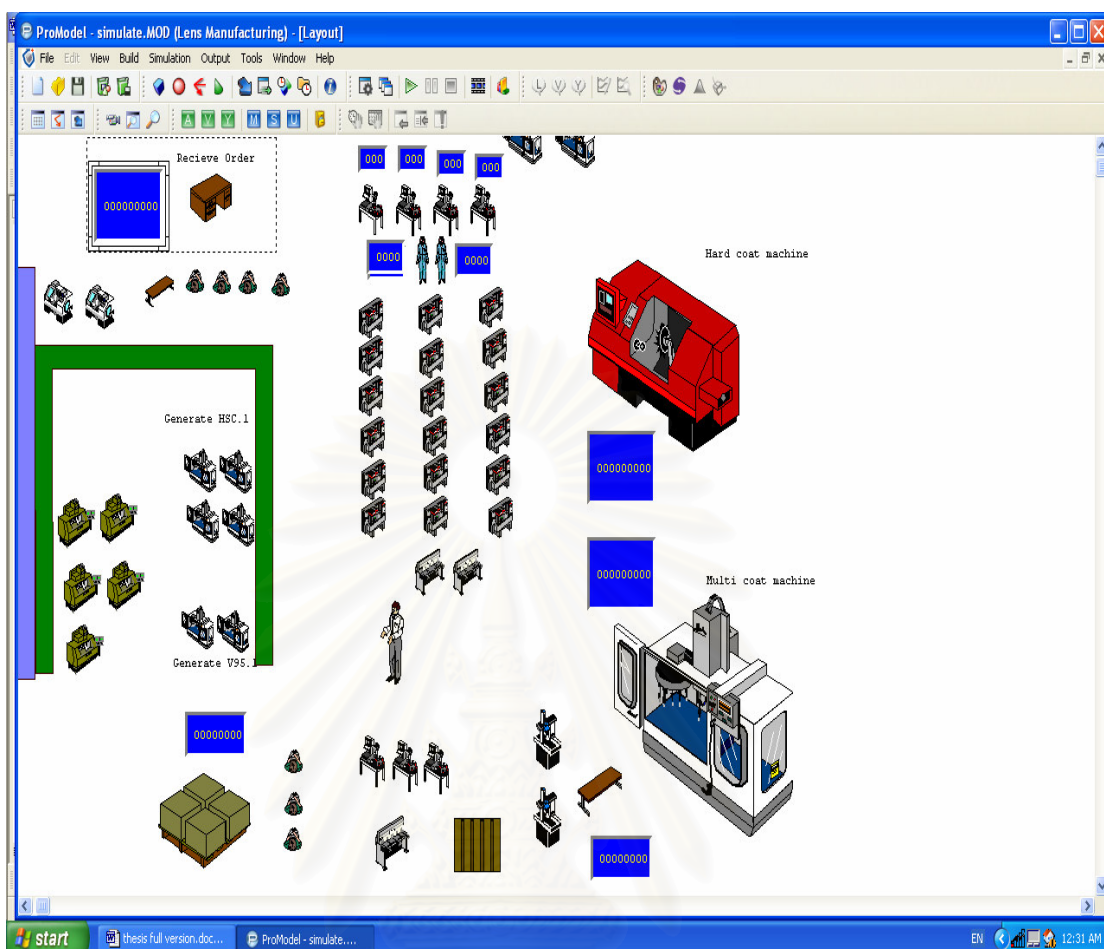 ProModel - simulate.MOD (Lens Manufacturing) - [Layout]
File Edit View Build Simulation Output Tools Window Help
L V V
A V Y M S U
Recieve Order
000 000 000 000
000000000
0000 0000
Hard coat machine
Generate HSC.1
000000000
000000000
Multi coat machine
Generate V95.1
00000000
00000000
start thesis full version.doc... ProModel - simulate.... EN 12:31 AM